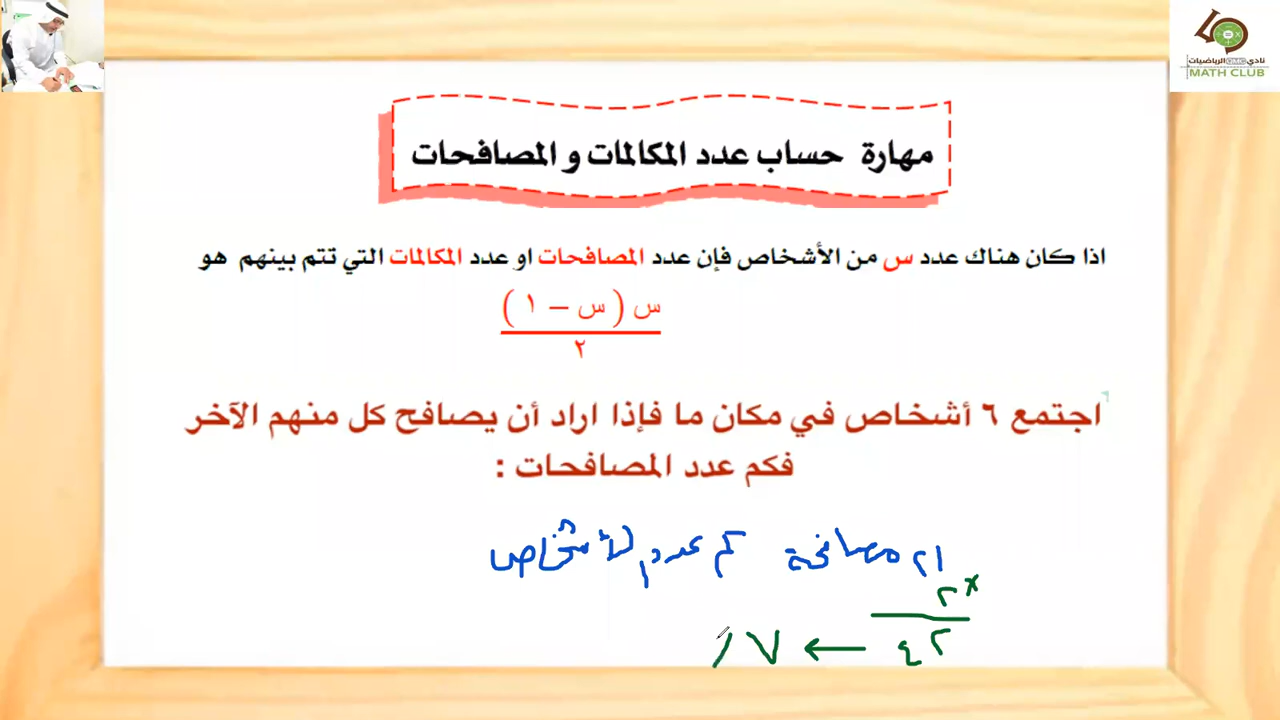 نادي OMG الرياضيات
MATH CLUB
مهارة حساب عدد المكالمات و المصافحات
اذا كان هناك عدد س من الأشخاص فإن عدد المصافحات او عدد المكالمات التي تتم بينهم هو
س ( س – ١ )
٢
اجتمع ٦ أشخاص في مكان ما فإذا اراد أن يصافح كل منهم الآخر
فكم عدد المصافحات :
٢١ مصافحة كم عدد الأشخاص
٢ ×
٤٢ ← ٧